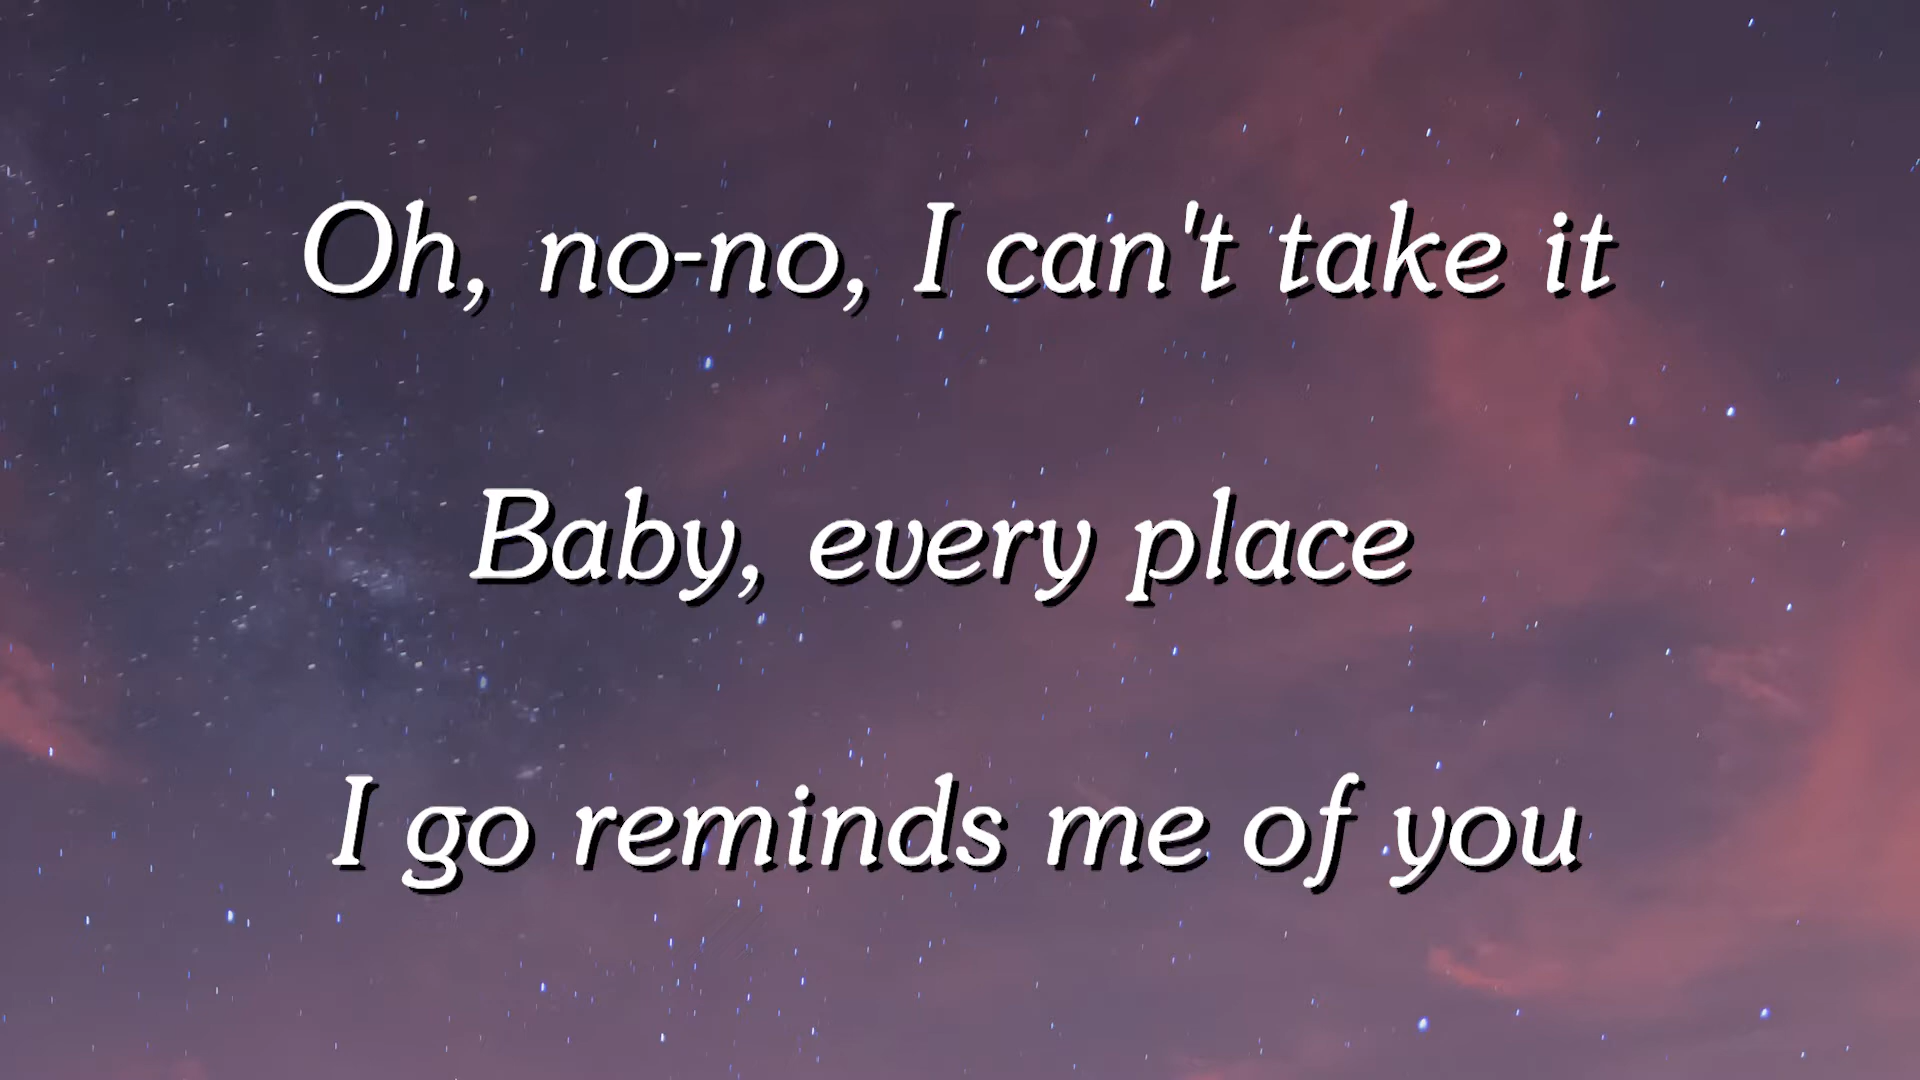 Oh, no-no, I can't take it
Baby, every place
I go reminds me of you